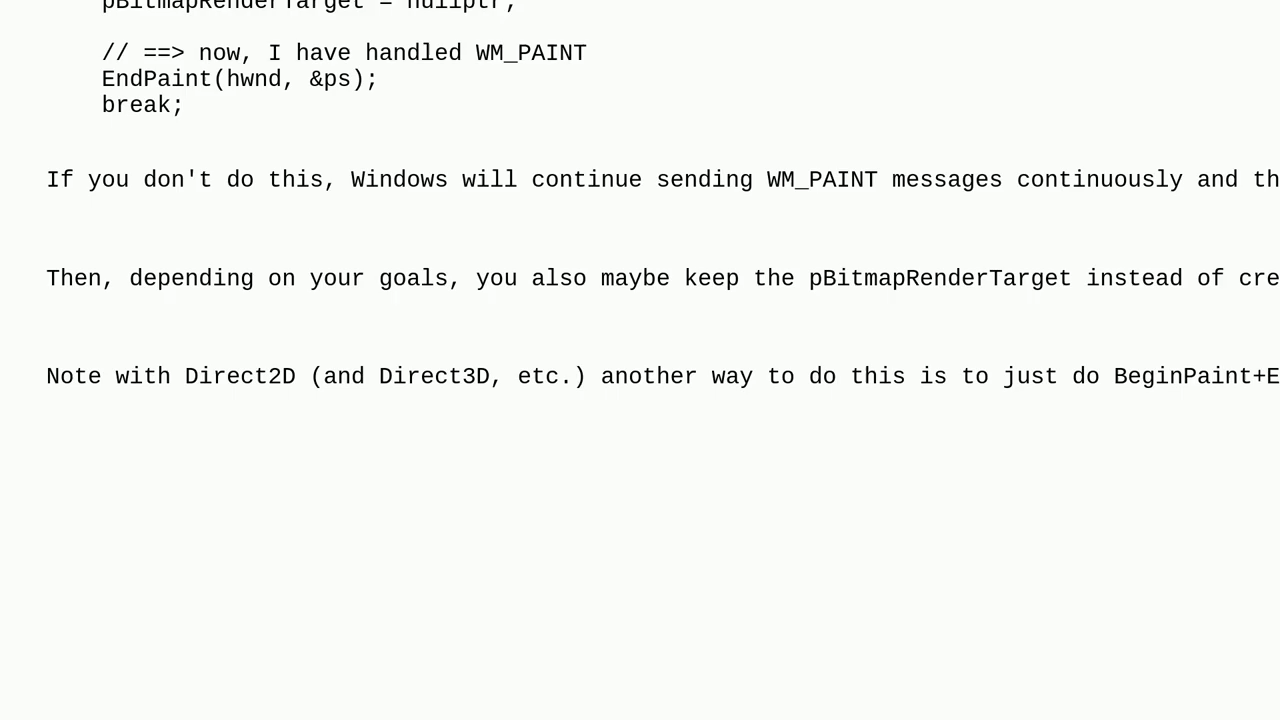 pBitmapRenderTarget = nullptr;
// ==> now, I have handled WM_PAINT
EndPaint(hwnd, &ps);
break;
If you don't do this, Windows will continue sending WM_PAINT messages continuously and th
Then, depending on your goals, you also maybe keep the pBitmapRenderTarget instead of cre
Note with Direct2D (and Direct3D, etc.) another way to do this is to just do BeginPaint+E